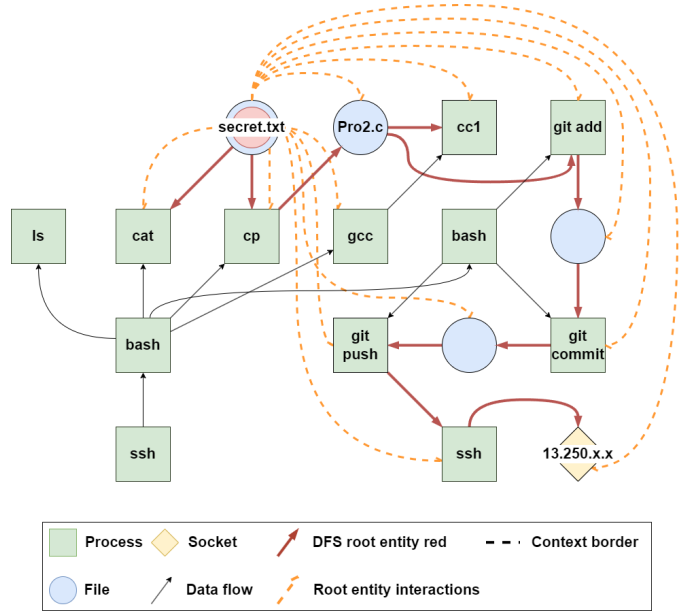 secret.txt
Pro2.c
cc1
git add
ls
cat
cp
gcc
bash
bash
git
push
git
commit
ssh
ssh
13.250.x.x
Process
Socket
DFS root entity red
Context border
File
Data flow
Root entity interactions